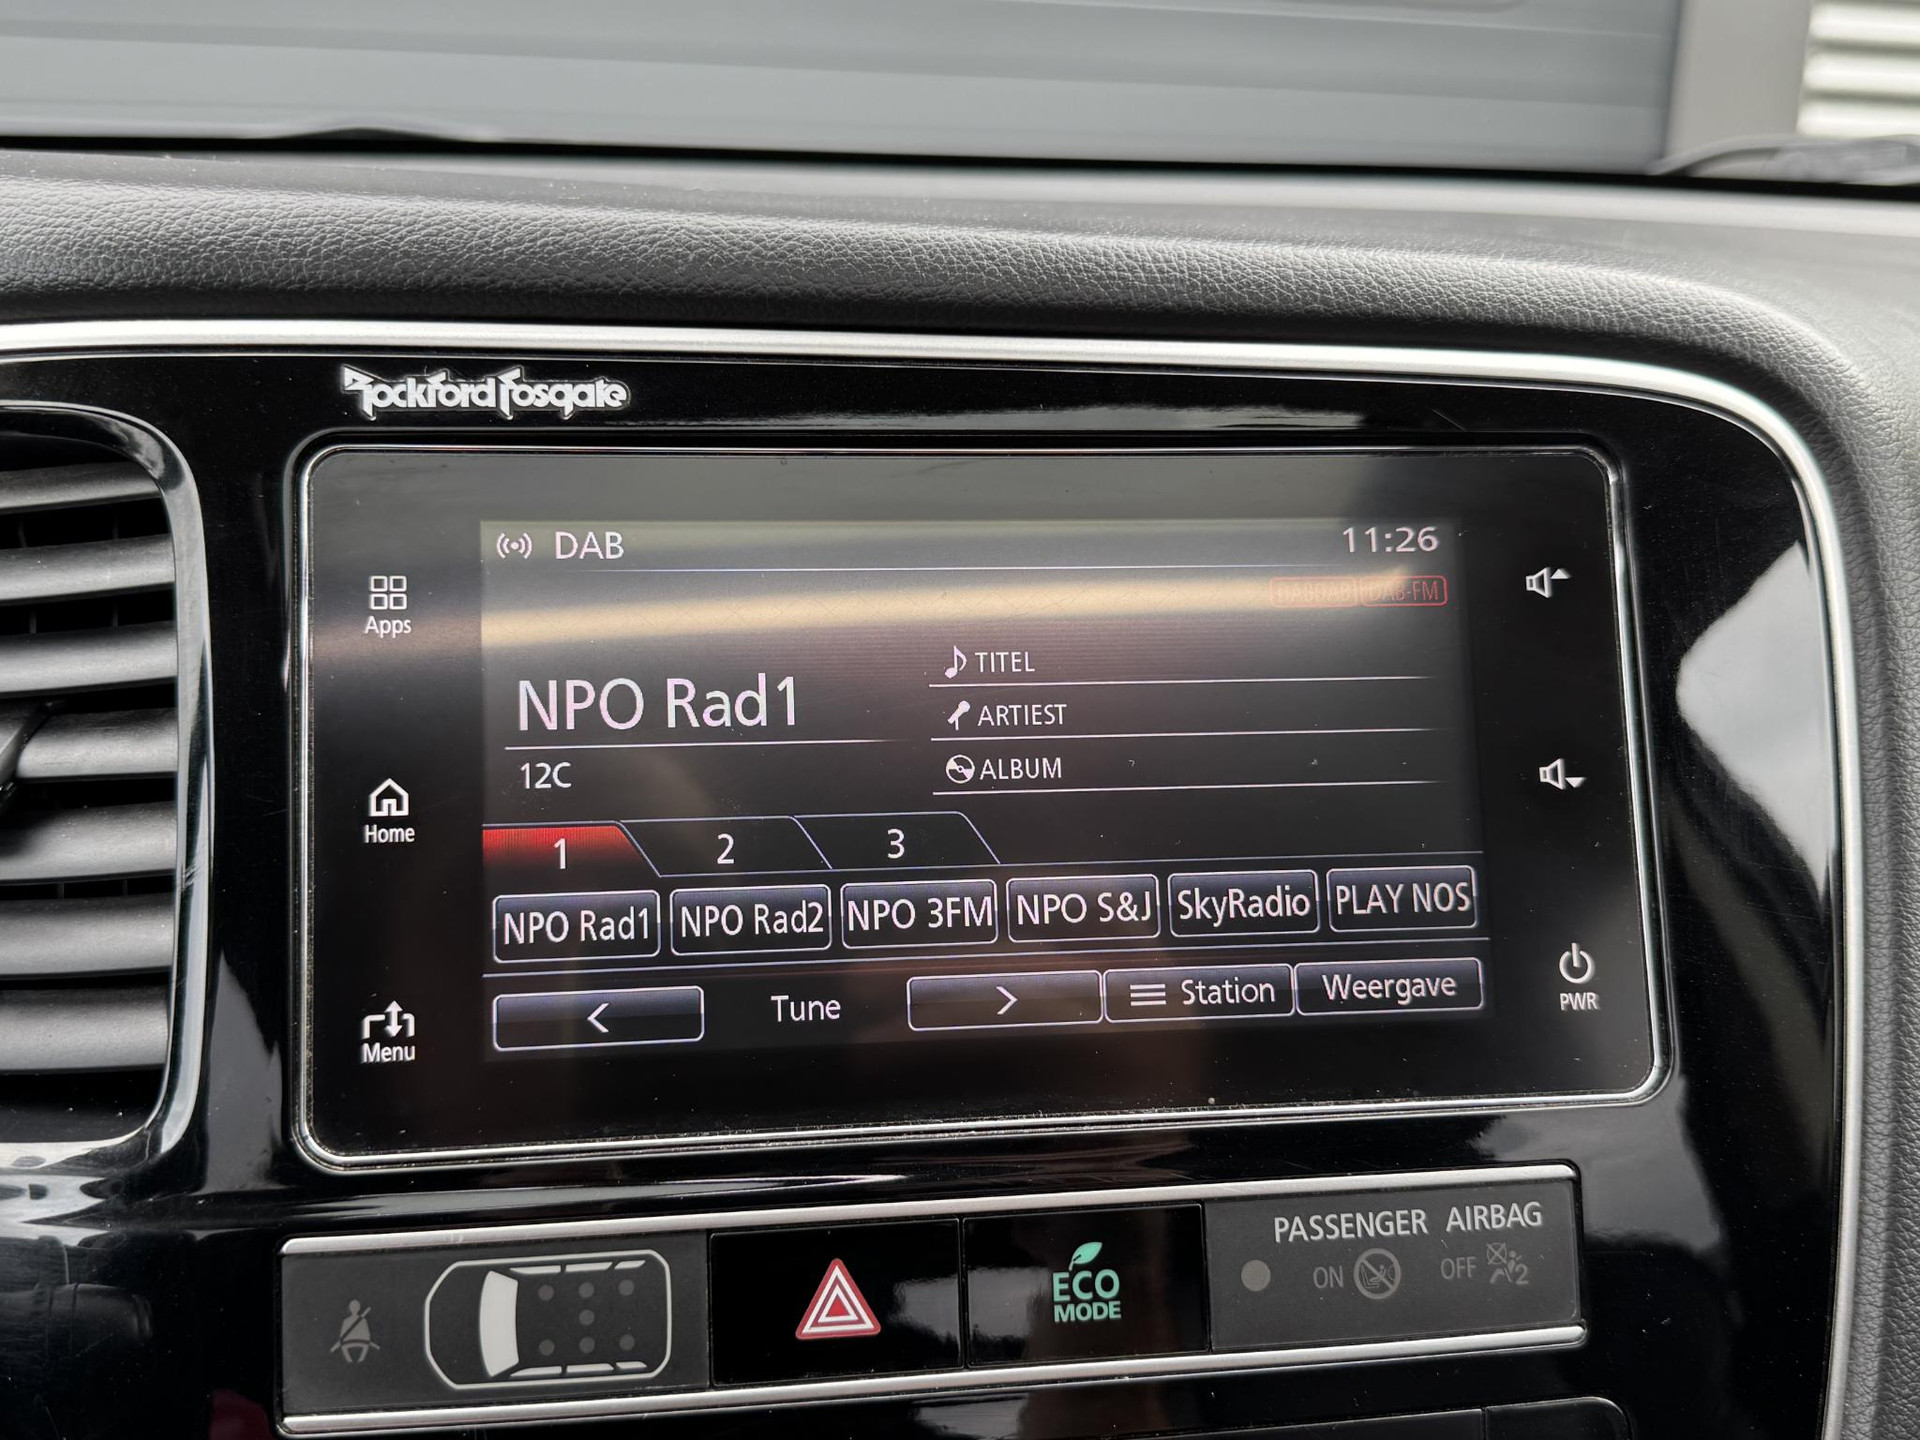 Rockford Fosgate
DAB
11:26
DAB-FM
Apps
TITEL
NPO Rad1
ARTIEST
12C
ALBUM
Home
1
2
3
NPO Rad1
NPO Rad2
NPO 3FM
NPO S&J
SkyRadio
PLAY NOS
<
Tune
>
Station
Weergave
PWR
Menu
PASSENGER AIRBAG
ON
OFF
2
ECO
MODE